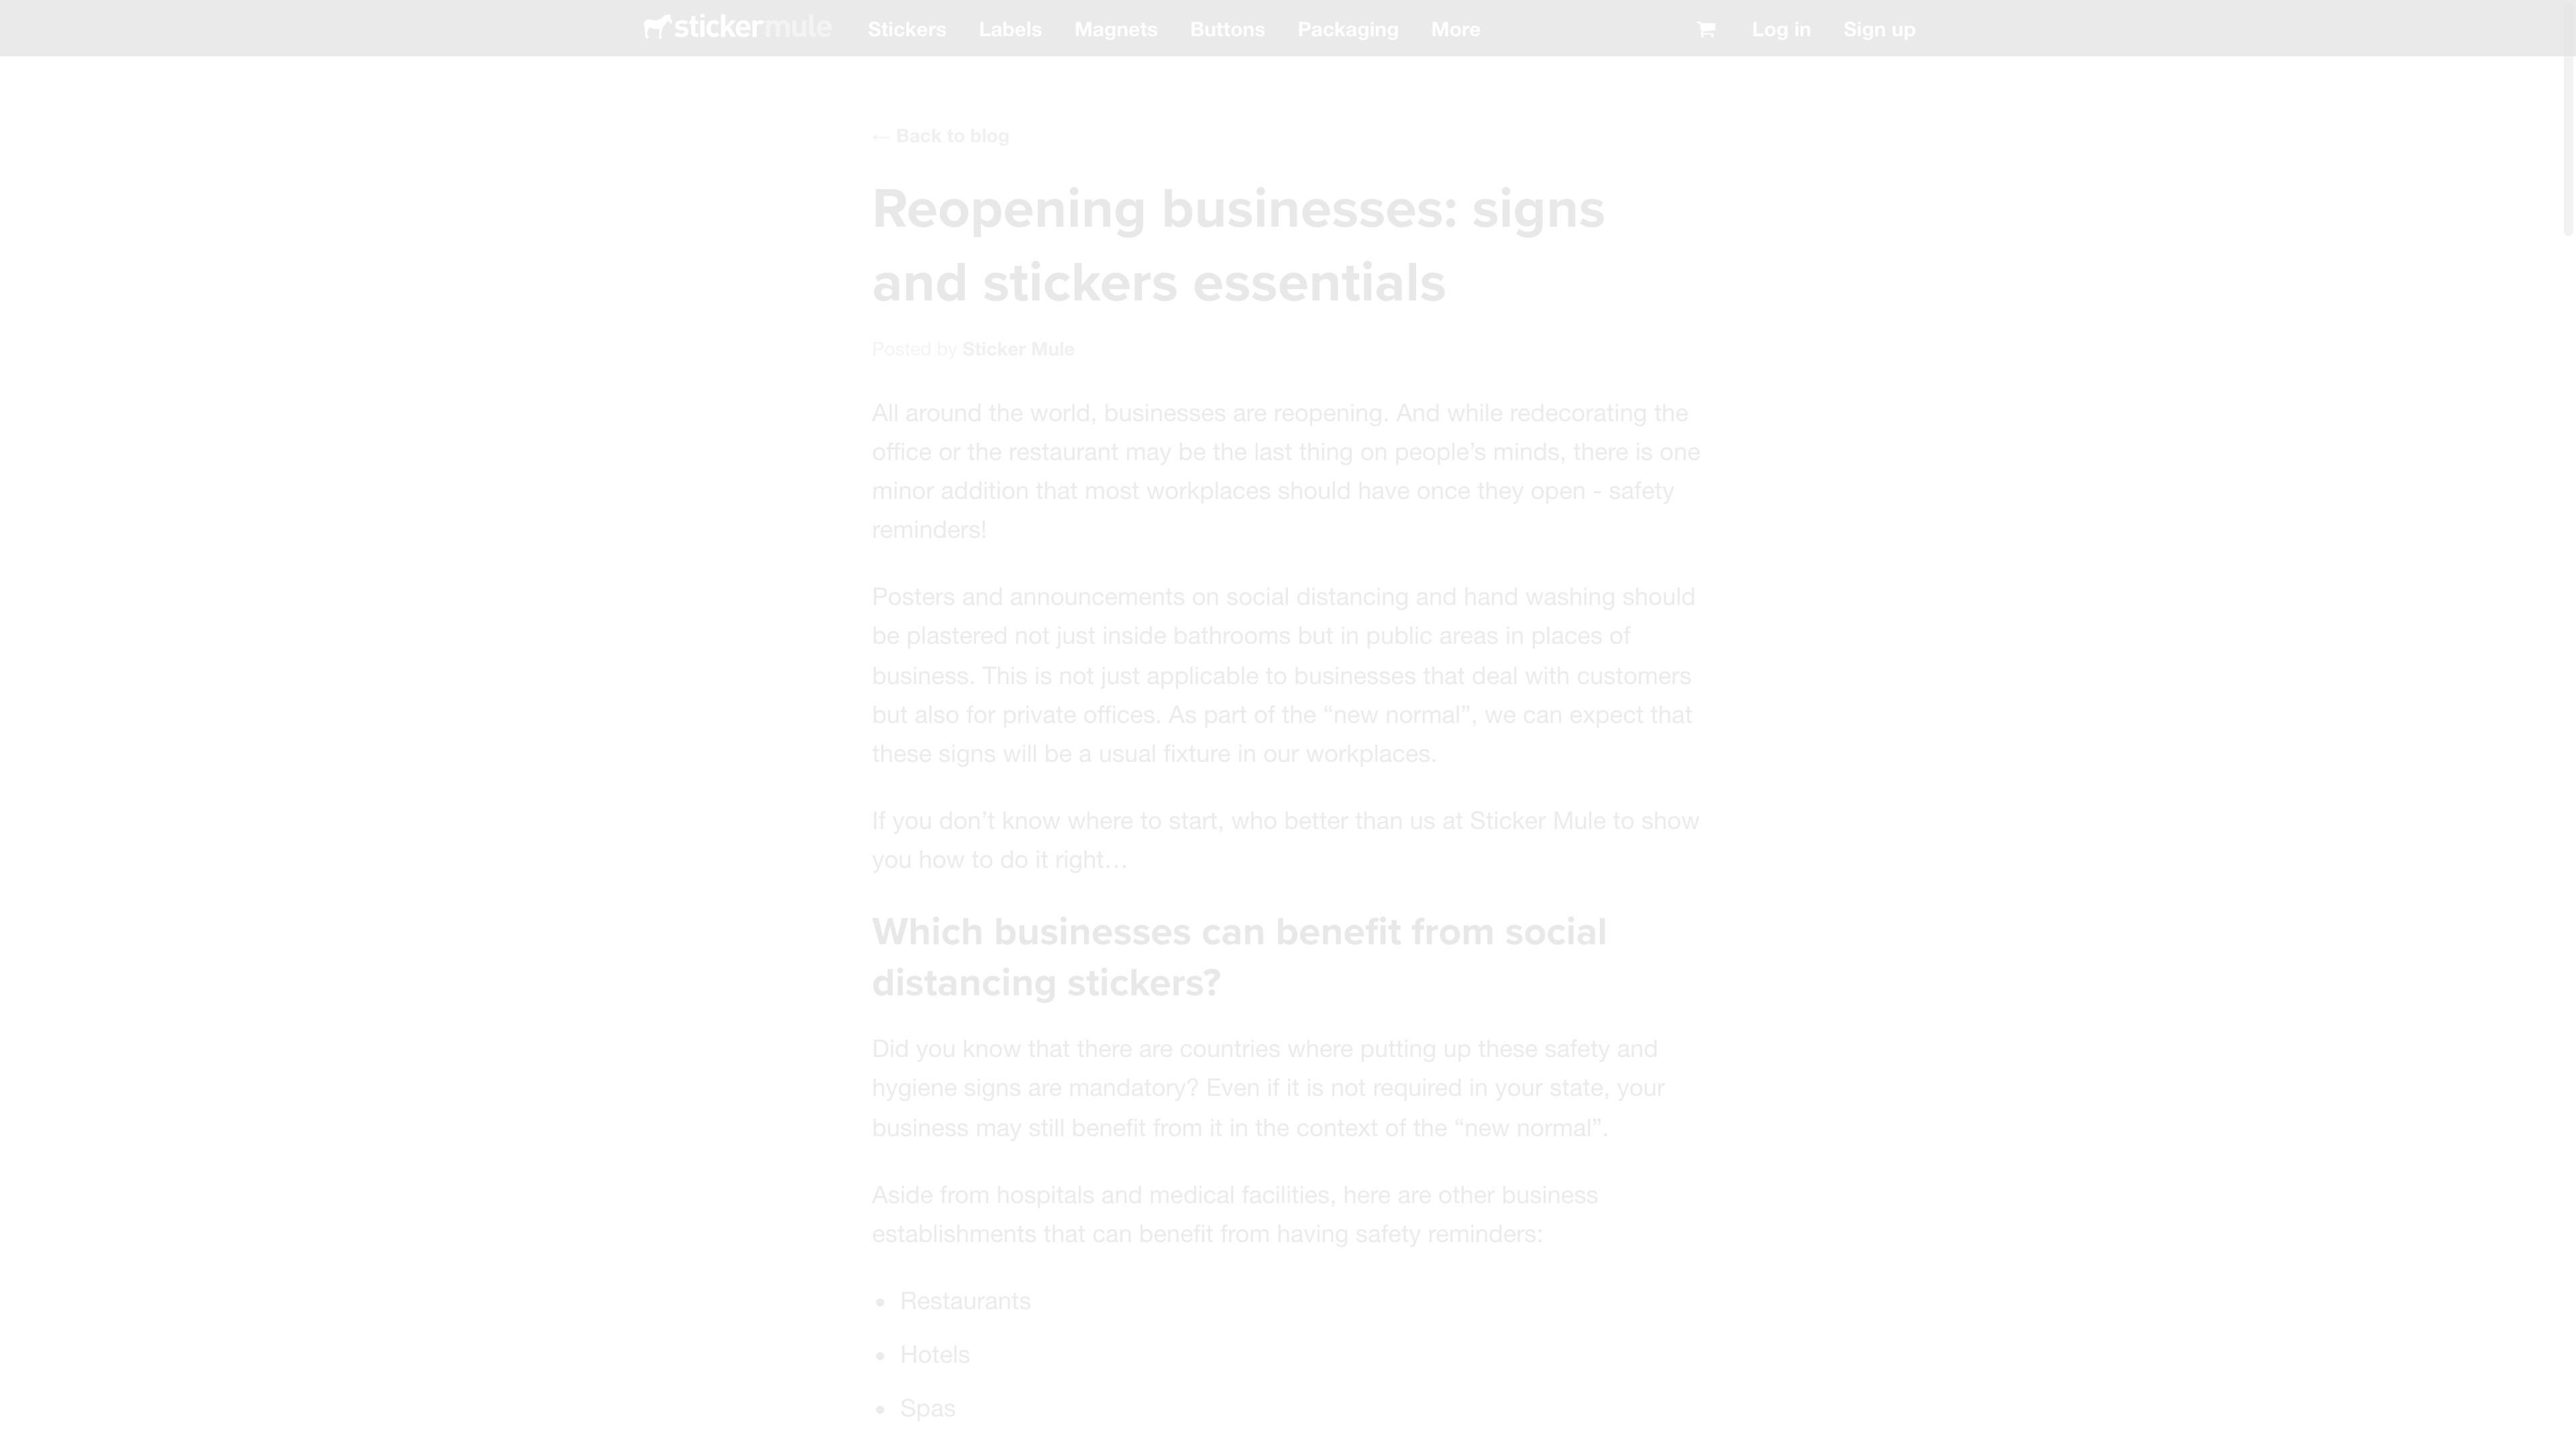 stickermule Stickers Labels Magnets Buttons Packaging More Log in Sign up
← Back to blog
Reopening businesses: signs
and stickers essentials
Posted by Sticker Mule
All around the world, businesses are reopening. And while redecorating the
office or the restaurant may be the last thing on people’s minds, there is one
minor addition that most workplaces should have once they open - safety
reminders!
Posters and announcements on social distancing and hand washing should
be plastered not just inside bathrooms but in public areas in places of
business. This is not just applicable to businesses that deal with customers
but also for private offices. As part of the “new normal”, we can expect that
these signs will be a usual fixture in our workplaces.
If you don’t know where to start, who better than us at Sticker Mule to show
you how to do it right…
Which businesses can benefit from social
distancing stickers?
Did you know that there are countries where putting up these safety and
hygiene signs are mandatory? Even if it is not required in your state, your
business may still benefit from it in the context of the “new normal”.
Aside from hospitals and medical facilities, here are other business
establishments that can benefit from having safety reminders:
• Restaurants
• Hotels
• Spas